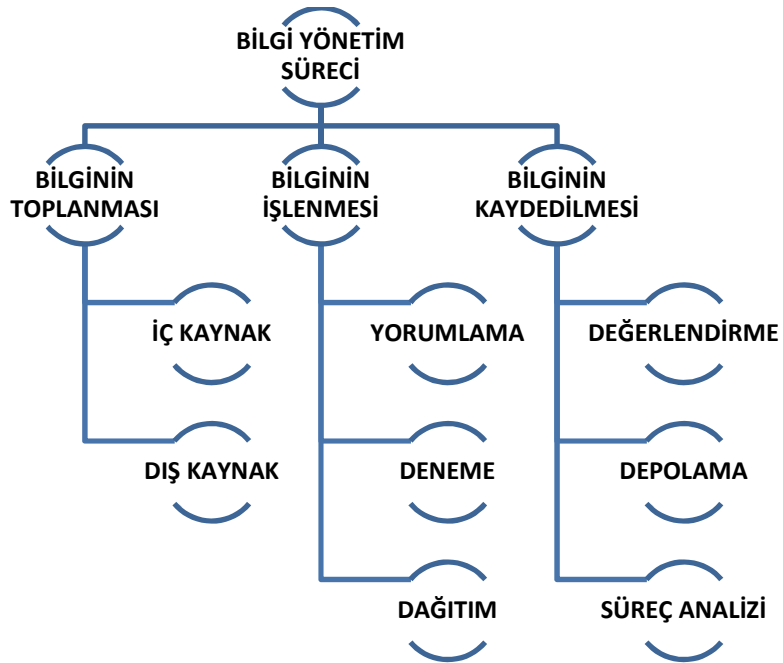 BİLGİ YÖNETİM
SÜRECİ
BİLGİNİN
TOPLANMASI
BİLGİNİN
İŞLENMESİ
BİLGİNİN
KAYDEDİLMESİ
İÇ KAYNAK
YORUMLAMA
DEĞERLENDİRME
DIŞ KAYNAK
DENEME
DEPOLAMA
DAĞITIM
SÜREÇ ANALİZİ